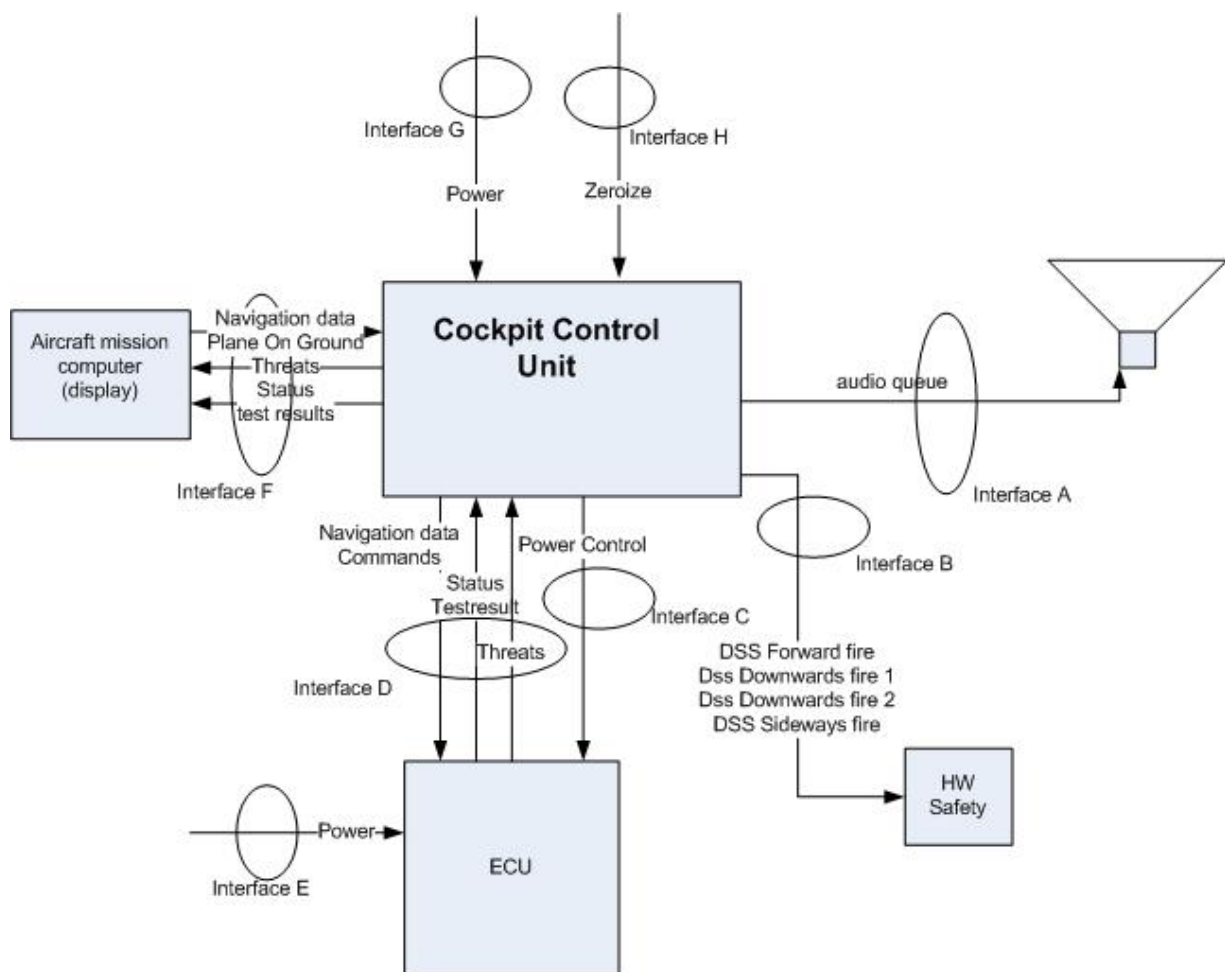 Interface G
Interface H
Power
Zeroize
Cockpit Control
Unit
Aircraft mission
computer
(display)
Navigation data
Plane On Ground
Threats
Status
test results
Interface F
audio queue
Interface A
Navigation data
Commands
Status
Testresult
Threats
Interface D
Power Control
Interface C
Interface B
DSS Forward fire
Dss Downwards fire 1
Dss Downwards fire 2
DSS Sideways fire
HW
Safety
Power
Interface E
ECU